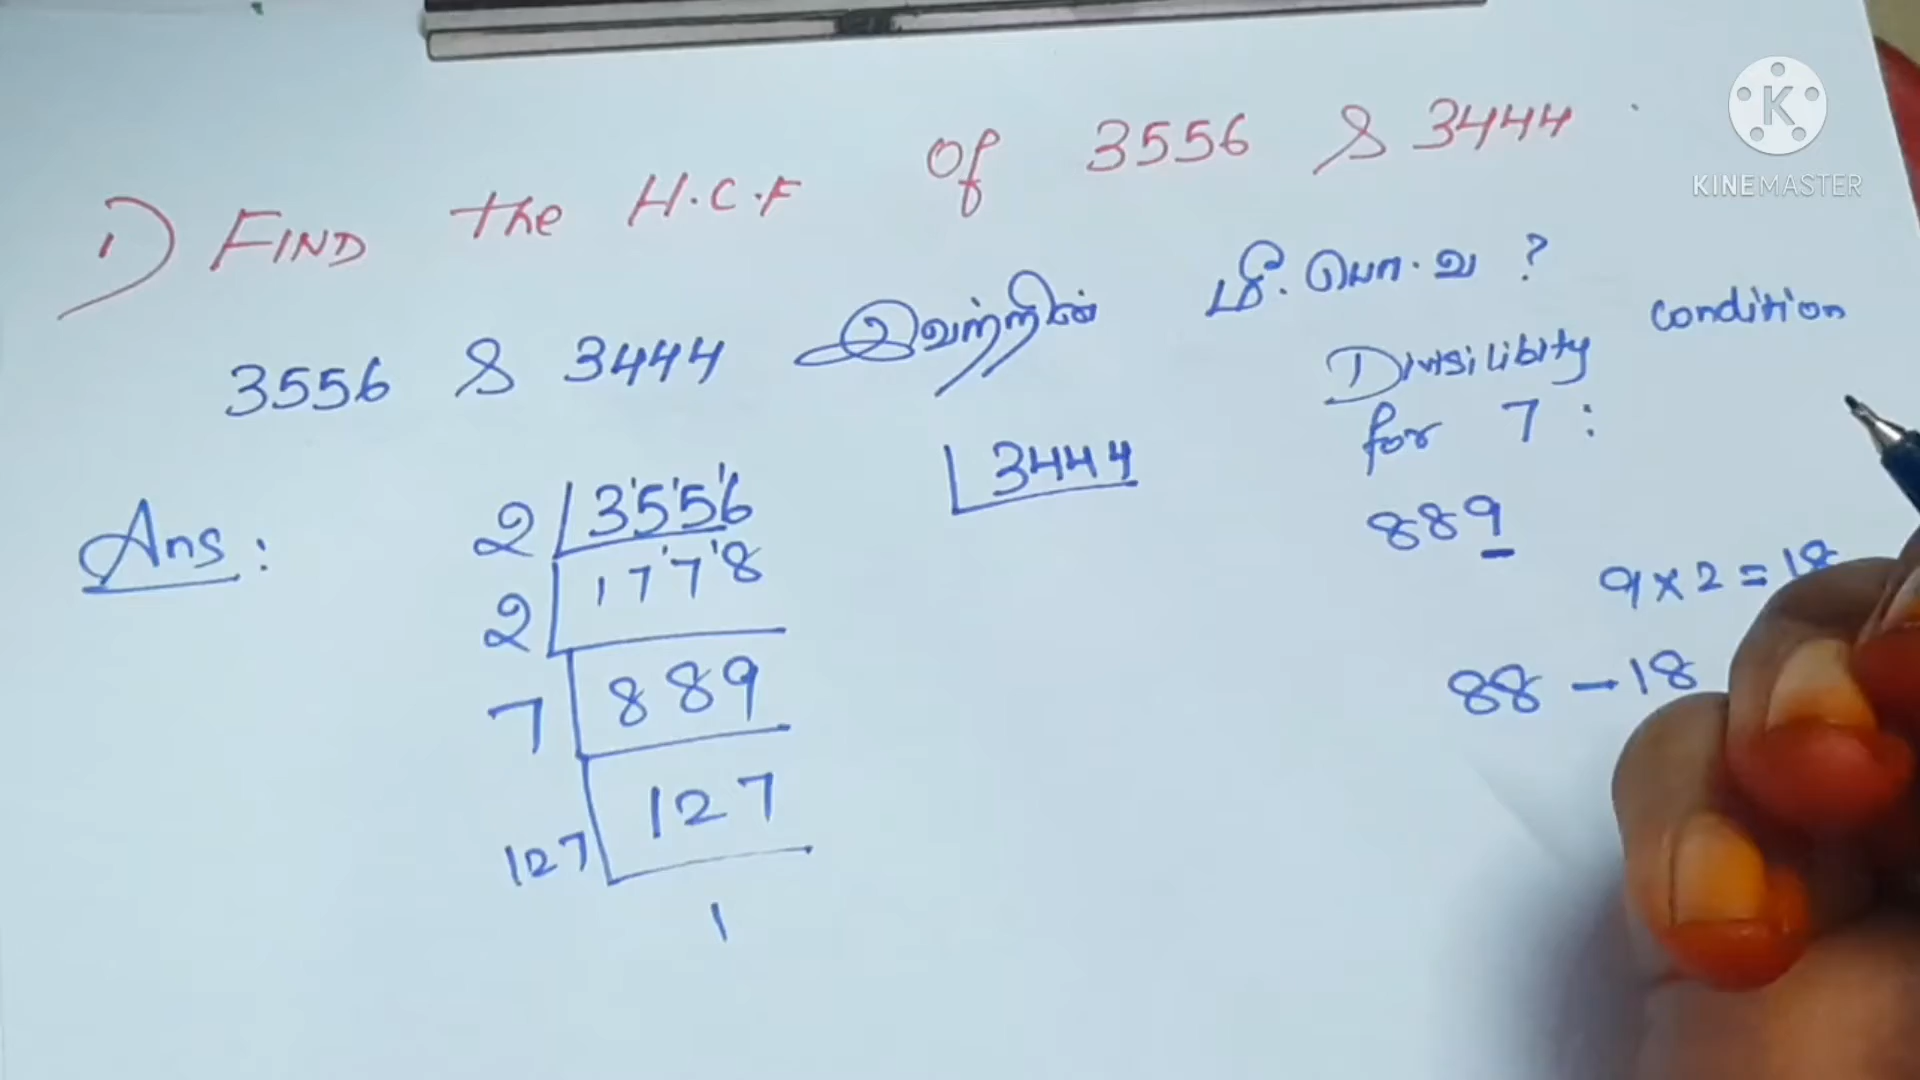 1) FIND the H.C.F Of 3556 & 3444
KINEMASTER
3556 & 3444 இவற்றின் மீ.பொ.வ ?
Divisilibity condition
for 7 :
Ans :
2 3556
2 1778
7 889
127 127
1
3444
889
9 × 2 = 18
88 - 18